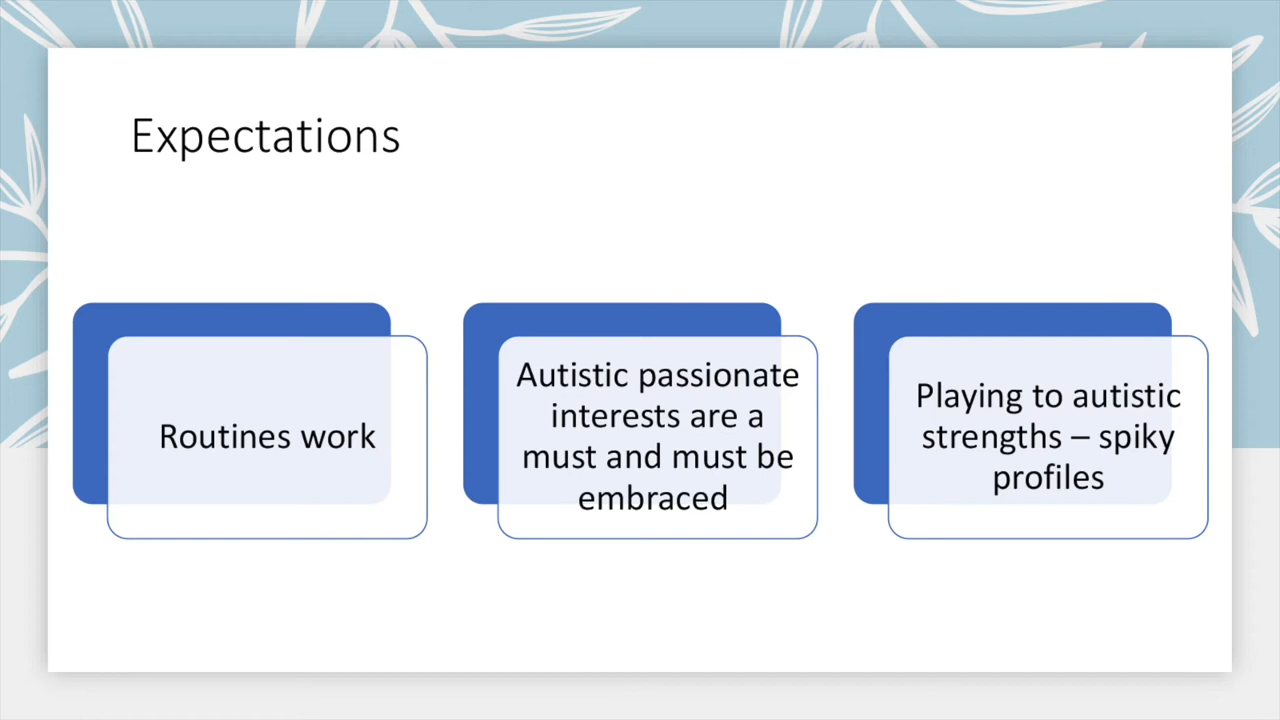 Expectations
Routines work
Autistic passionate
interests are a
must and must be
embraced
Playing to autistic
strengths – spiky
profiles